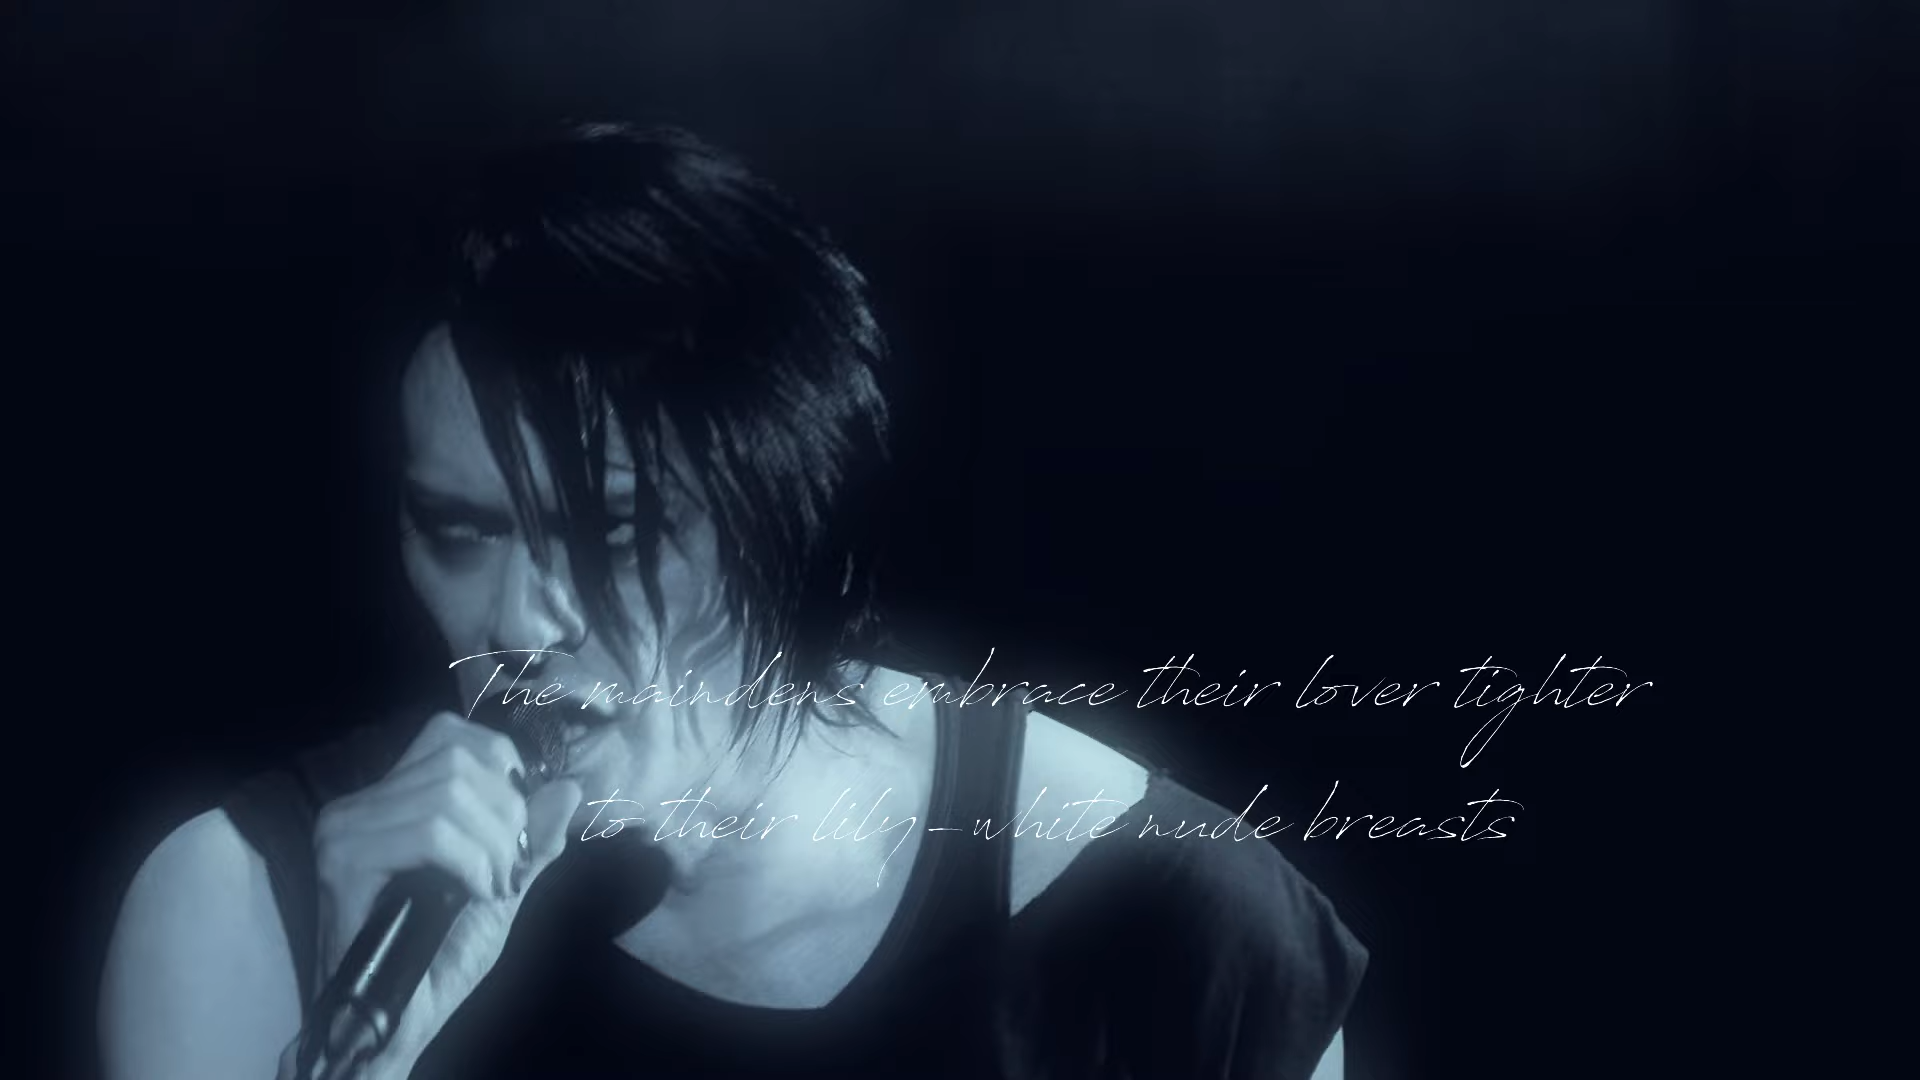 The maindens embrace their lover tighter
to their lily-white nude breasts